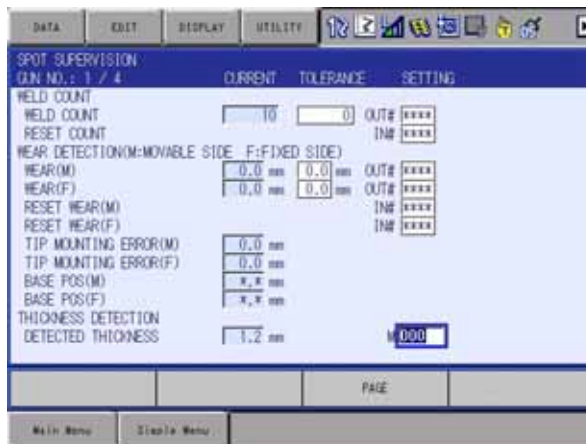 DATA EDIT DISPLAY UTILITY
SPOT SUPERVISION
GUN NO.: 1 / 4 CURRENT TOLERANCE SETTING
WELD COUNT
WELD COUNT 10 0 OUT# ****
RESET COUNT IN# ****
WEAR DETECTION(M:MOVABLE SIDE F:FIXED SIDE)
WEAR(M) 0.0 mm 0.0 mm OUT# ****
WEAR(F) 0.0 mm 0.0 mm OUT# ****
RESET WEAR(M) IN# ****
RESET WEAR(F) IN# ****
TIP MOUNTING ERROR(M) 0.0 mm
TIP MOUNTING ERROR(F) 0.0 mm
BASE POS(M) *.* mm
BASE POS(F) *.* mm
THICKNESS DETECTION
DETECTED THICKNESS 1.2 mm M 000
PAGE
Main Menu Simple Menu